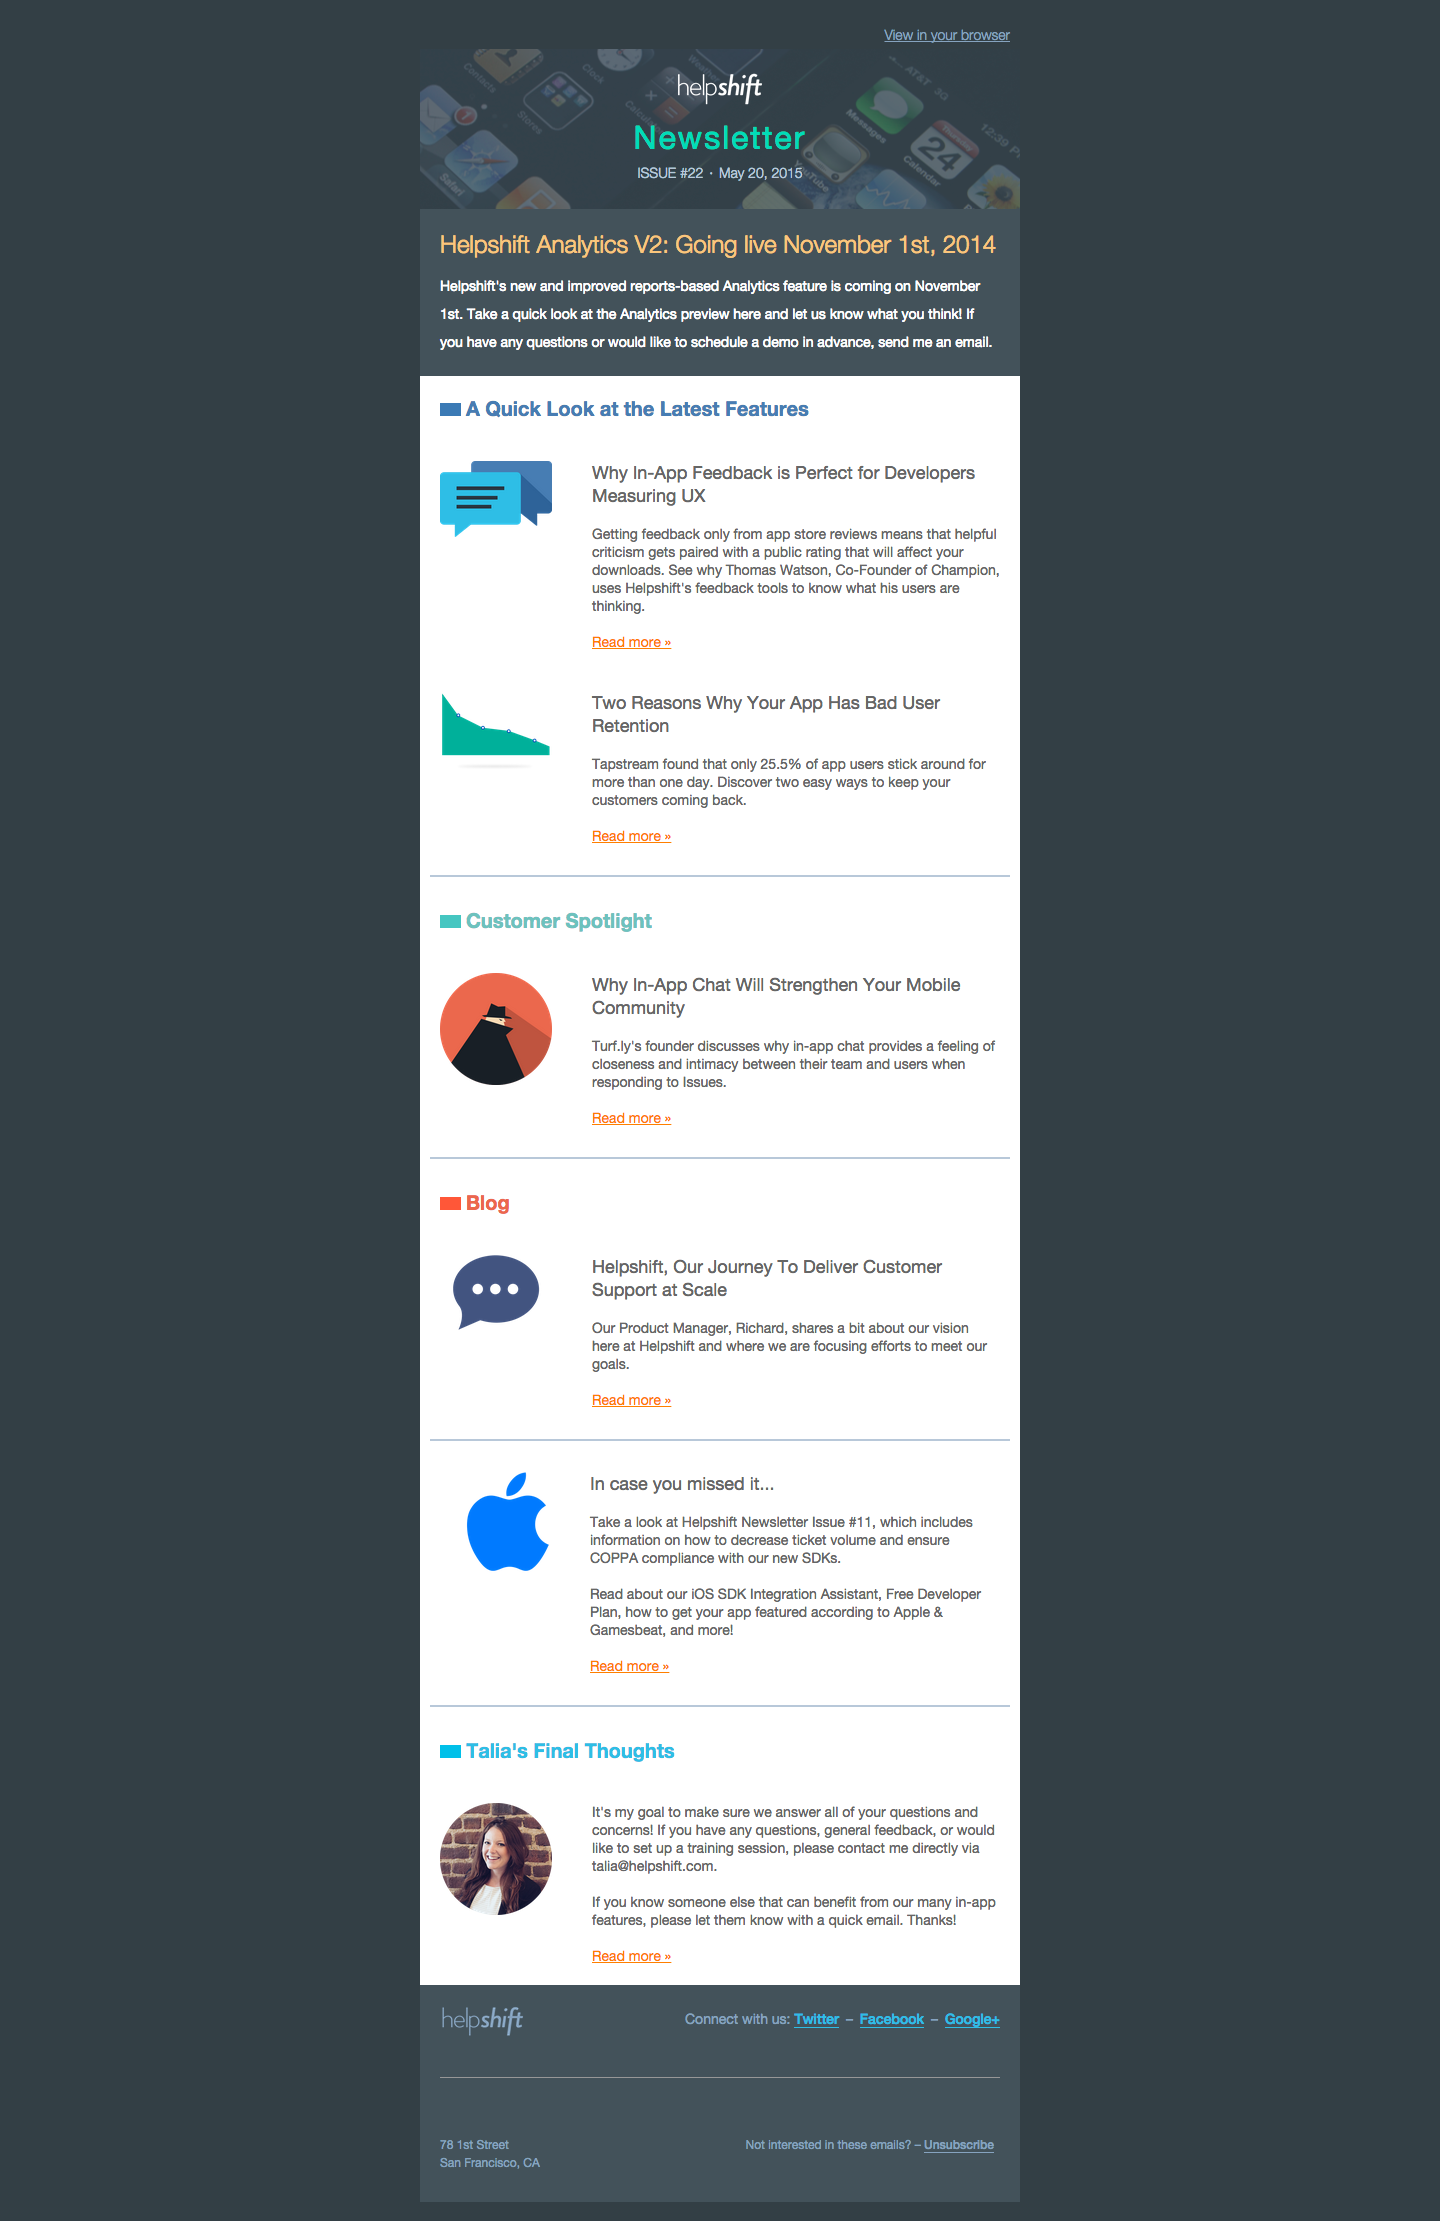 View in your browser
Contacts
Clock
Weather
AT&T 3G
12:39 PM
Stores
Calculator
Messages
1
helpshift
Newsletter
Thursday
24
YouTube
Calendar
Safari
ISSUE #22 · May 20, 2015
Helpshift Analytics V2: Going live November 1st, 2014
Helpshift's new and improved reports-based Analytics feature is coming on November
1st. Take a quick look at the Analytics preview here and let us know what you think! If
you have any questions or would like to schedule a demo in advance, send me an email.
A Quick Look at the Latest Features
Why In-App Feedback is Perfect for Developers
Measuring UX
Getting feedback only from app store reviews means that helpful
criticism gets paired with a public rating that will affect your
downloads. See why Thomas Watson, Co-Founder of Champion,
uses Helpshift's feedback tools to know what his users are
thinking.
Read more »
Two Reasons Why Your App Has Bad User
Retention
Tapstream found that only 25.5% of app users stick around for
more than one day. Discover two easy ways to keep your
customers coming back.
Read more »
Customer Spotlight
Why In-App Chat Will Strengthen Your Mobile
Community
Turf.ly's founder discusses why in-app chat provides a feeling of
closeness and intimacy between their team and users when
responding to Issues.
Read more »
Blog
Helpshift, Our Journey To Deliver Customer
Support at Scale
Our Product Manager, Richard, shares a bit about our vision
here at Helpshift and where we are focusing efforts to meet our
goals.
Read more »
In case you missed it...
Take a look at Helpshift Newsletter Issue #11, which includes
information on how to decrease ticket volume and ensure
COPPA compliance with our new SDKs.
Read about our iOS SDK Integration Assistant, Free Developer
Plan, how to get your app featured according to Apple &
Gamesbeat, and more!
Read more »
Talia's Final Thoughts
It's my goal to make sure we answer all of your questions and
concerns! If you have any questions, general feedback, or would
like to set up a training session, please contact me directly via
talia@helpshift.com.
If you know someone else that can benefit from our many in-app
features, please let them know with a quick email. Thanks!
Read more »
helpshift
Connect with us: Twitter – Facebook – Google+
78 1st Street
San Francisco, CA
Not interested in these emails? – Unsubscribe